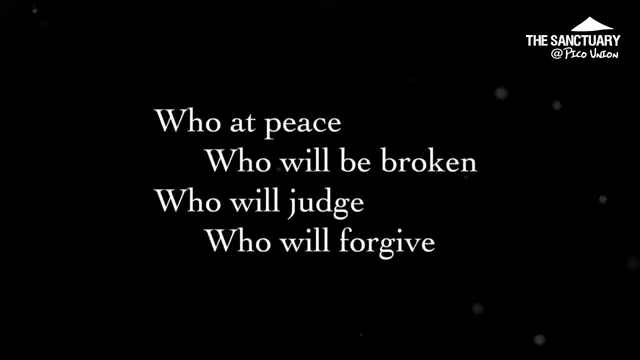 THE SANCTUARY
@PICO UNION
Who at peace
Who will be broken
Who will judge
Who will forgive